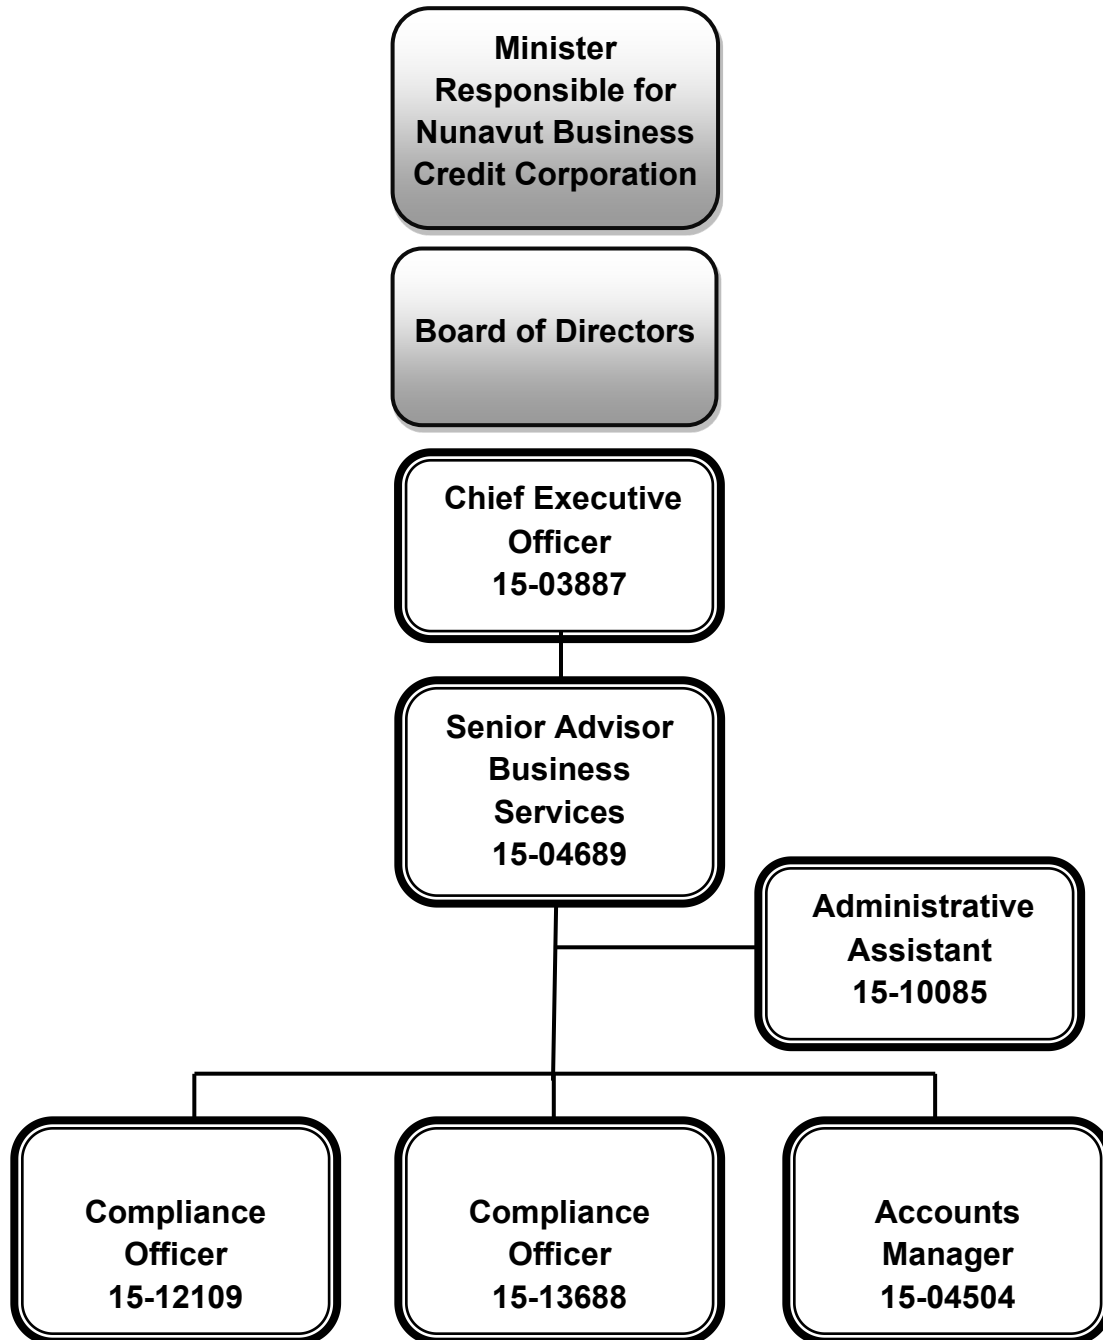 Minister
Responsible for
Nunavut Business
Credit Corporation
Board of Directors
Chief Executive
Officer
15-03887
Senior Advisor
Business
Services
15-04689
Administrative
Assistant
15-10085
Compliance
Officer
15-12109
Compliance
Officer
15-13688
Accounts
Manager
15-04504